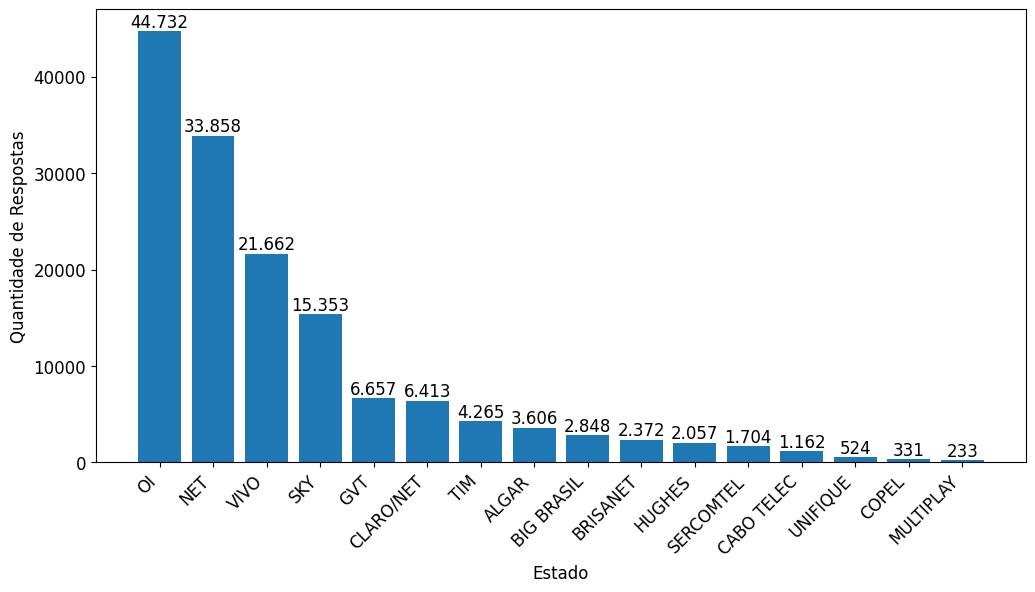 44.732
33.858
21.662
15.353
6.657
6.413
4.265
3.606
2.848
2.372
2.057
1.704
1.162
524
331
233
40000
30000
20000
10000
0
Quantidade de Respostas
OI
NET
VIVO
SKY
GVT
CLARO/NET
TIM
ALGAR
BIG BRASIL
BRISANET
HUGHES
SERCOMTEL
CABO TELEC
UNIFIQUE
COPEL
MULTIPLAY
Estado